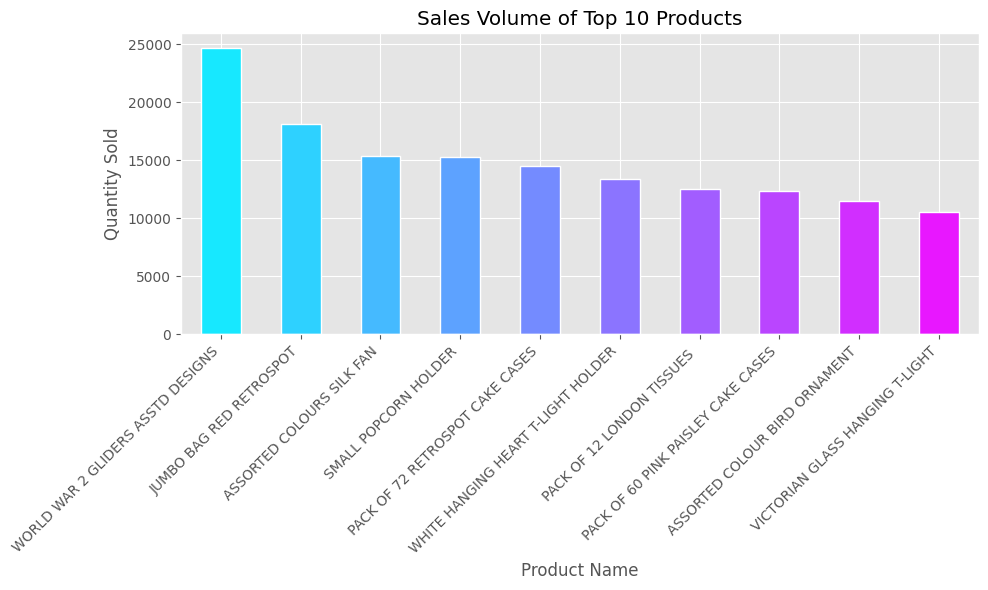 Sales Volume of Top 10 Products
Quantity Sold
25000
20000
15000
10000
5000
0
WORLD WAR 2 GLIDERS ASSTD DESIGNS
JUMBO BAG RED RETROSPOT
ASSORTED COLOURS SILK FAN
SMALL POPCORN HOLDER
PACK OF 72 RETROSPOT CAKE CASES
WHITE HANGING HEART T-LIGHT HOLDER
PACK OF 12 LONDON TISSUES
PACK OF 60 PINK PAISLEY CAKE CASES
ASSORTED COLOUR BIRD ORNAMENT
VICTORIAN GLASS HANGING T-LIGHT
Product Name